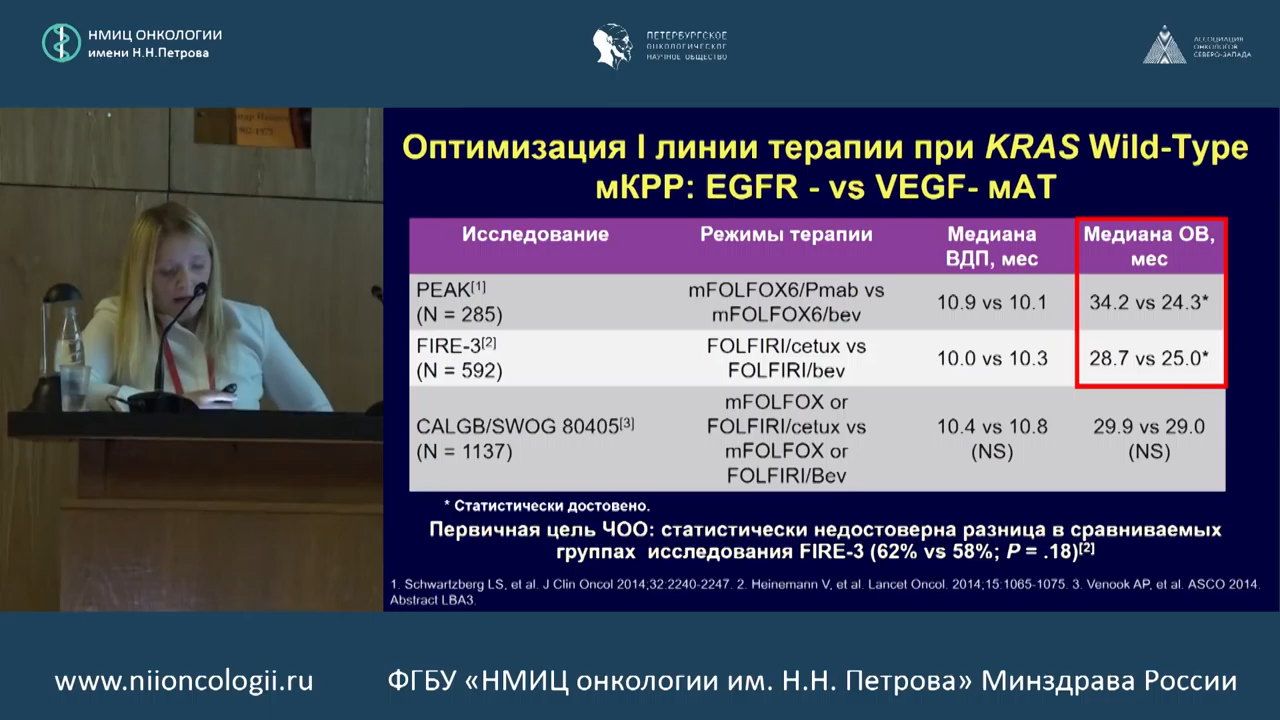 НМИЦ ОНКОЛОГИИ
имени Н.Н.Петрова
ПЕТЕРБУРГСКОЕ
ОНКОЛОГИЧЕСКОЕ
НАУЧНОЕ ОБЩЕСТВО
АССОЦИАЦИЯ
ОНКОЛОГОВ
СЕВЕРО-ЗАПАДА
Оптимизация I линии терапии при KRAS Wild-Type
мКРР: EGFR - vs VEGF- мАТ
Исследование Режимы терапии Медиана ВДП, мес Медиана ОВ, мес
PEAK[1]
(N = 285)
mFOLFOX6/Pmab vs
mFOLFOX6/bev
10.9 vs 10.1
34.2 vs 24.3*
FIRE-3[2]
(N = 592)
FOLFIRI/cetux vs
FOLFIRI/bev
10.0 vs 10.3
28.7 vs 25.0*
CALGB/SWOG 80405[3]
(N = 1137)
mFOLFOX or
FOLFIRI/cetux vs
mFOLFOX or
FOLFIRI/Bev
10.4 vs 10.8
(NS)
29.9 vs 29.0
(NS)
* Статистически достовено.
Первичная цель ЧОО: статистически недостоверна разница в сравниваемых
группах исследования FIRE-3 (62% vs 58%; P = .18)[2]
1. Schwartzberg LS, et al. J Clin Oncol 2014;32:2240-2247. 2. Heinemann V, et al. Lancet Oncol. 2014;15:1065-1075. 3. Venook AP, et al. ASCO 2014.
Abstract LBA3.
www.niioncologii.ru
ФГБУ «НМИЦ онкологии им. Н.Н. Петрова» Минздрава России